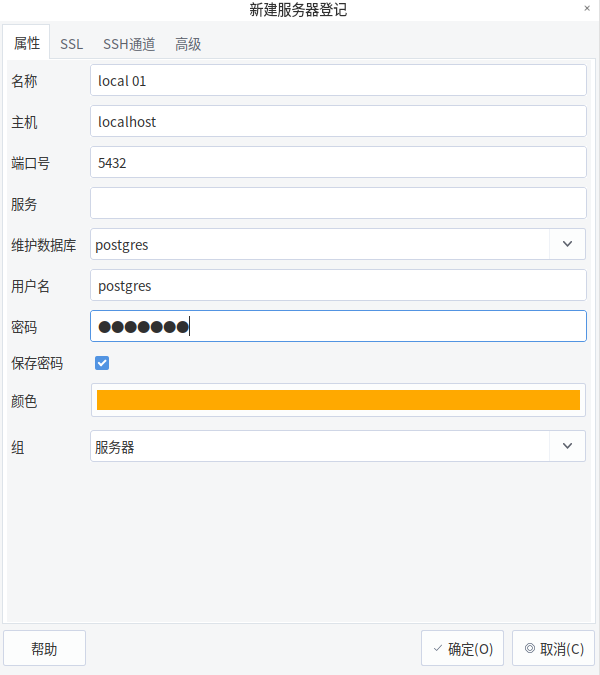 新建服务器登记
属性 SSL SSH通道 高级
名称 local 01
主机 localhost
端口号 5432
服务
维护数据库 postgres
用户名 postgres
密码 ●●●●●●●
保存密码
颜色
组 服务器
帮助 确定(O) 取消(C)